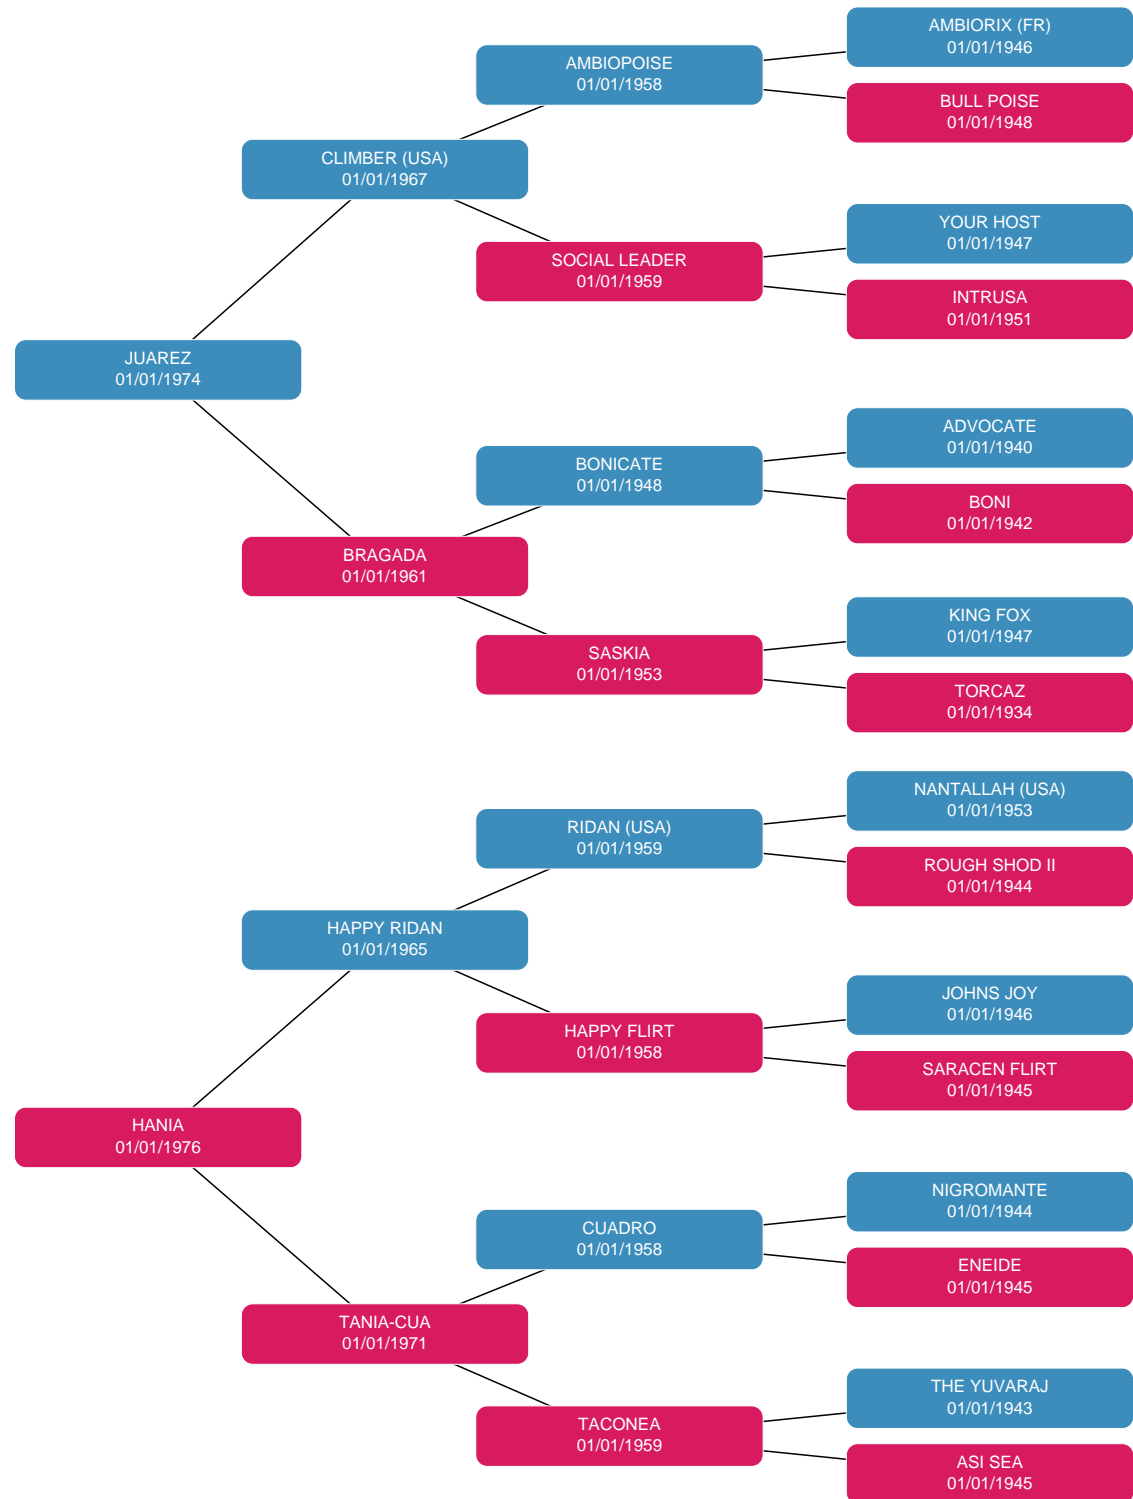 AMBIORIX (FR)
01/01/1946
AMBIOPOISE
01/01/1958
BULL POISE
01/01/1948
CLIMBER (USA)
01/01/1967
YOUR HOST
01/01/1947
SOCIAL LEADER
01/01/1959
INTRUSA
01/01/1951
JUAREZ
01/01/1974
ADVOCATE
01/01/1940
BONICATE
01/01/1948
BONI
01/01/1942
BRAGADA
01/01/1961
KING FOX
01/01/1947
SASKIA
01/01/1953
TORCAZ
01/01/1934
NANTALLAH (USA)
01/01/1953
RIDAN (USA)
01/01/1959
ROUGH SHOD II
01/01/1944
HAPPY RIDAN
01/01/1965
JOHNS JOY
01/01/1946
HAPPY FLIRT
01/01/1958
SARACEN FLIRT
01/01/1945
HANIA
01/01/1976
NIGROMANTE
01/01/1944
CUADRO
01/01/1958
ENEIDE
01/01/1945
TANIA-CUA
01/01/1971
THE YUVARAJ
01/01/1943
TACONEA
01/01/1959
ASI SEA
01/01/1945